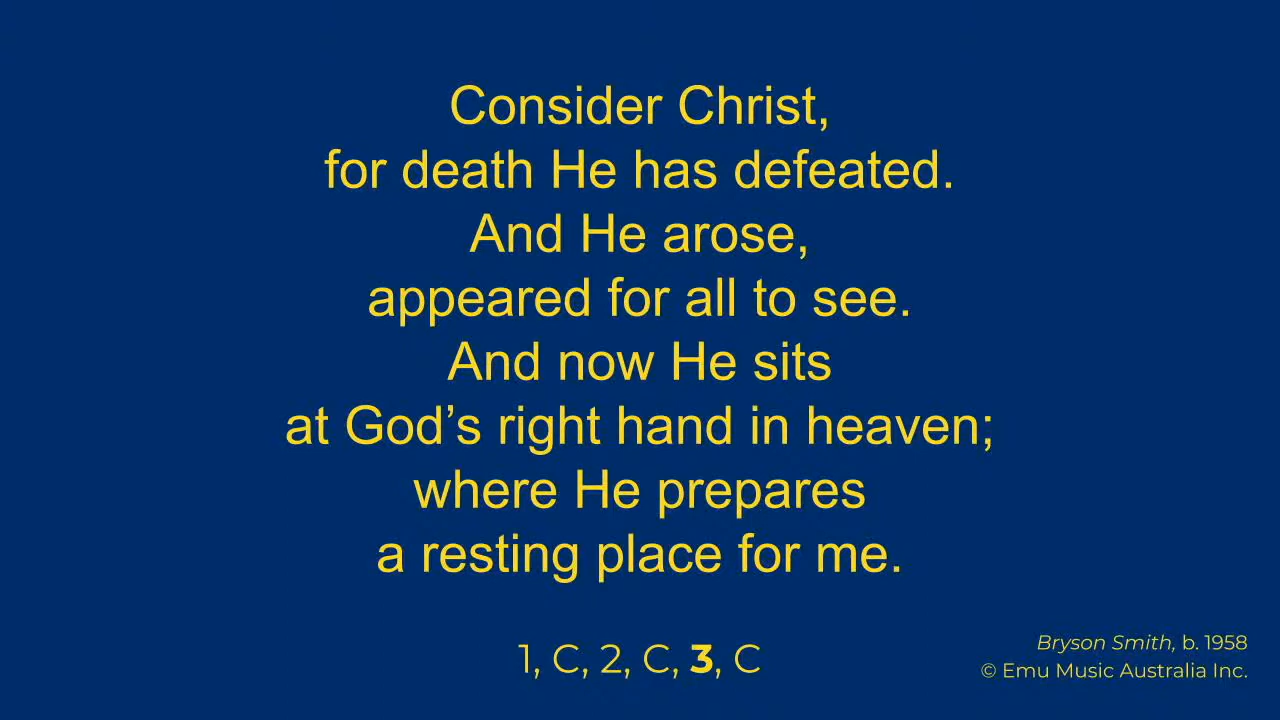 Consider Christ,
for death He has defeated.
And He arose,
appeared for all to see.
And now He sits
at God’s right hand in heaven;
where He prepares
a resting place for me.
1, C, 2, C, 3, C
Bryson Smith, b. 1958
© Emu Music Australia Inc.